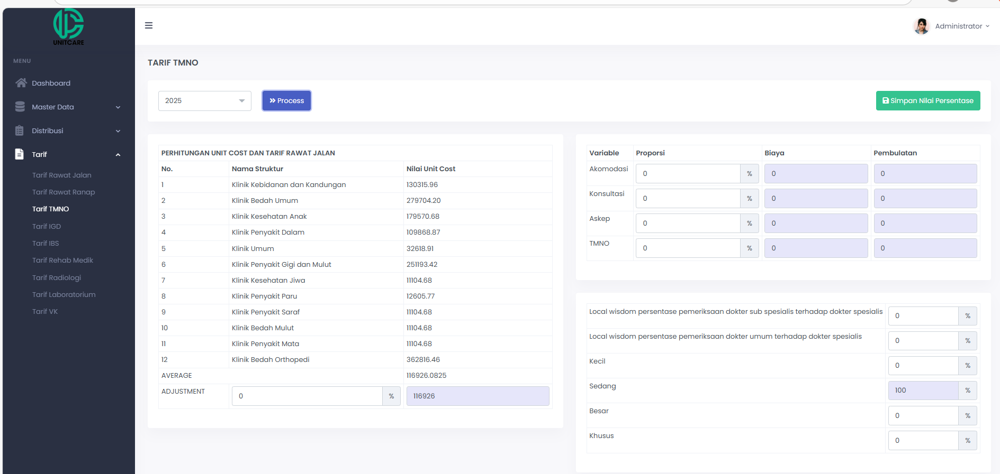 UNITCARE
Administrator
MENU
Dashboard
Master Data
Distribusi
Tarif
Tarif Rawat Jalan
Tarif Rawat Ranap
Tarif TMNO
Tarif IGD
Tarif IBS
Tarif Rehab Medik
Tarif Radiologi
Tarif Laboratorium
Tarif VK
TARIF TMNO
2025 Process Simpan Nilai Persentase
PERHITUNGAN UNIT COST DAN TARIF RAWAT JALAN
No. Nama Struktur Nilai Unit Cost
1 Klinik Kebidanan dan Kandungan 130315.96
2 Klinik Bedah Umum 279704.20
3 Klinik Kesehatan Anak 179570.68
4 Klinik Penyakit Dalam 109868.87
5 Klinik Umum 32618.91
6 Klinik Penyakit Gigi dan Mulut 251193.42
7 Klinik Kesehatan Jiwa 11104.68
8 Klinik Penyakit Paru 12605.77
9 Klinik Penyakit Saraf 11104.68
10 Klinik Bedah Mulut 11104.68
11 Klinik Penyakit Mata 11104.68
12 Klinik Bedah Orthopedi 362816.46
AVERAGE 116926.0825
ADJUSTMENT 0 % 116926
Variable Proporsi Biaya Pembulatan
Akomodasi 0 % 0 0
Konsultasi 0 % 0 0
Askep 0 % 0 0
TMNO 0 % 0 0
Local wisdom persentase pemeriksaan dokter sub spesialis terhadap dokter spesialis 0 %
Local wisdom persentase pemeriksaan dokter umum terhadap dokter spesialis 0 %
Kecil 0 %
Sedang 100 %
Besar 0 %
Khusus 0 %